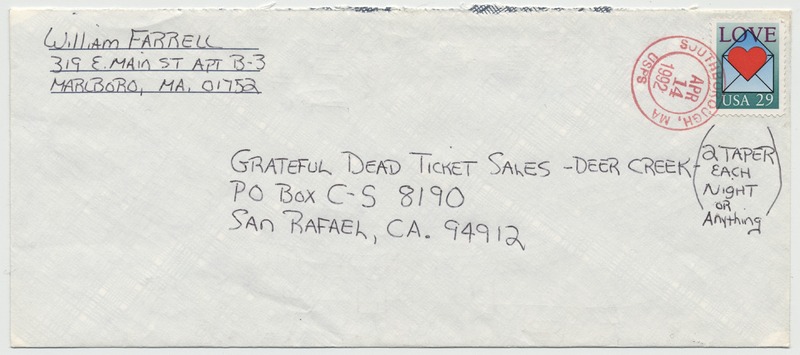 William Farrell
319 E. Main St Apt B-3
Marlboro, MA. 01752
LOVE
USA 29
SOUTHBOROUGH, MA
APR
14
1992
USPS
Grateful Dead Ticket Sales - Deer Creek -
PO Box C-S 8190
San Rafael, CA. 94912
(2 Taper
Each
Night
or
Anything)